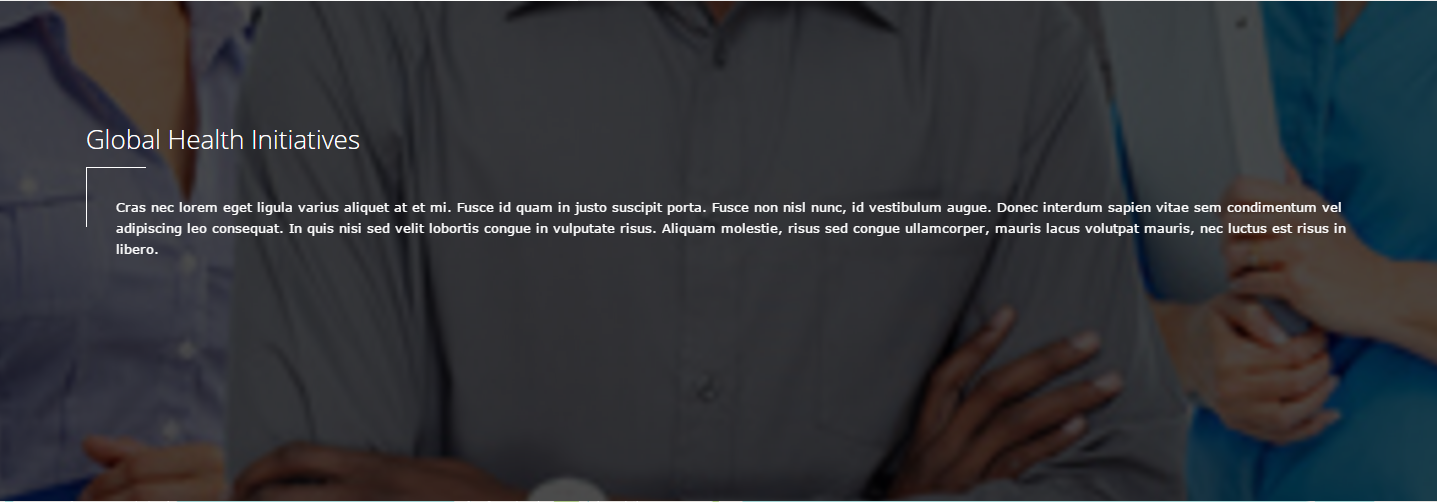 Global Health Initiatives
Cras nec lorem eget ligula varius aliquet at et mi. Fusce id quam in justo suscipit porta. Fusce non nisl nunc, id vestibulum augue. Donec interdum sapien vitae sem condimentum vel
adipiscing leo consequat. In quis nisi sed velit lobortis congue in vulputate risus. Aliquam molestie, risus sed congue ullamcorper, mauris lacus volutpat mauris, nec luctus est risus in
libero.